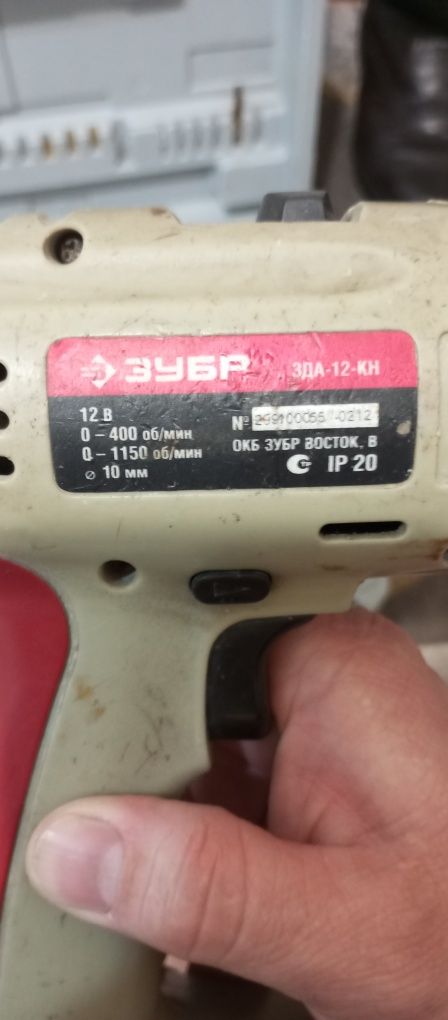 ЗУБР ЗДА-12-КН
12 В
0 – 400 об/мин
0 – 1150 об/мин
⌀ 10 мм
№
ОКБ ЗУБР ВОСТОК. В
IP 20